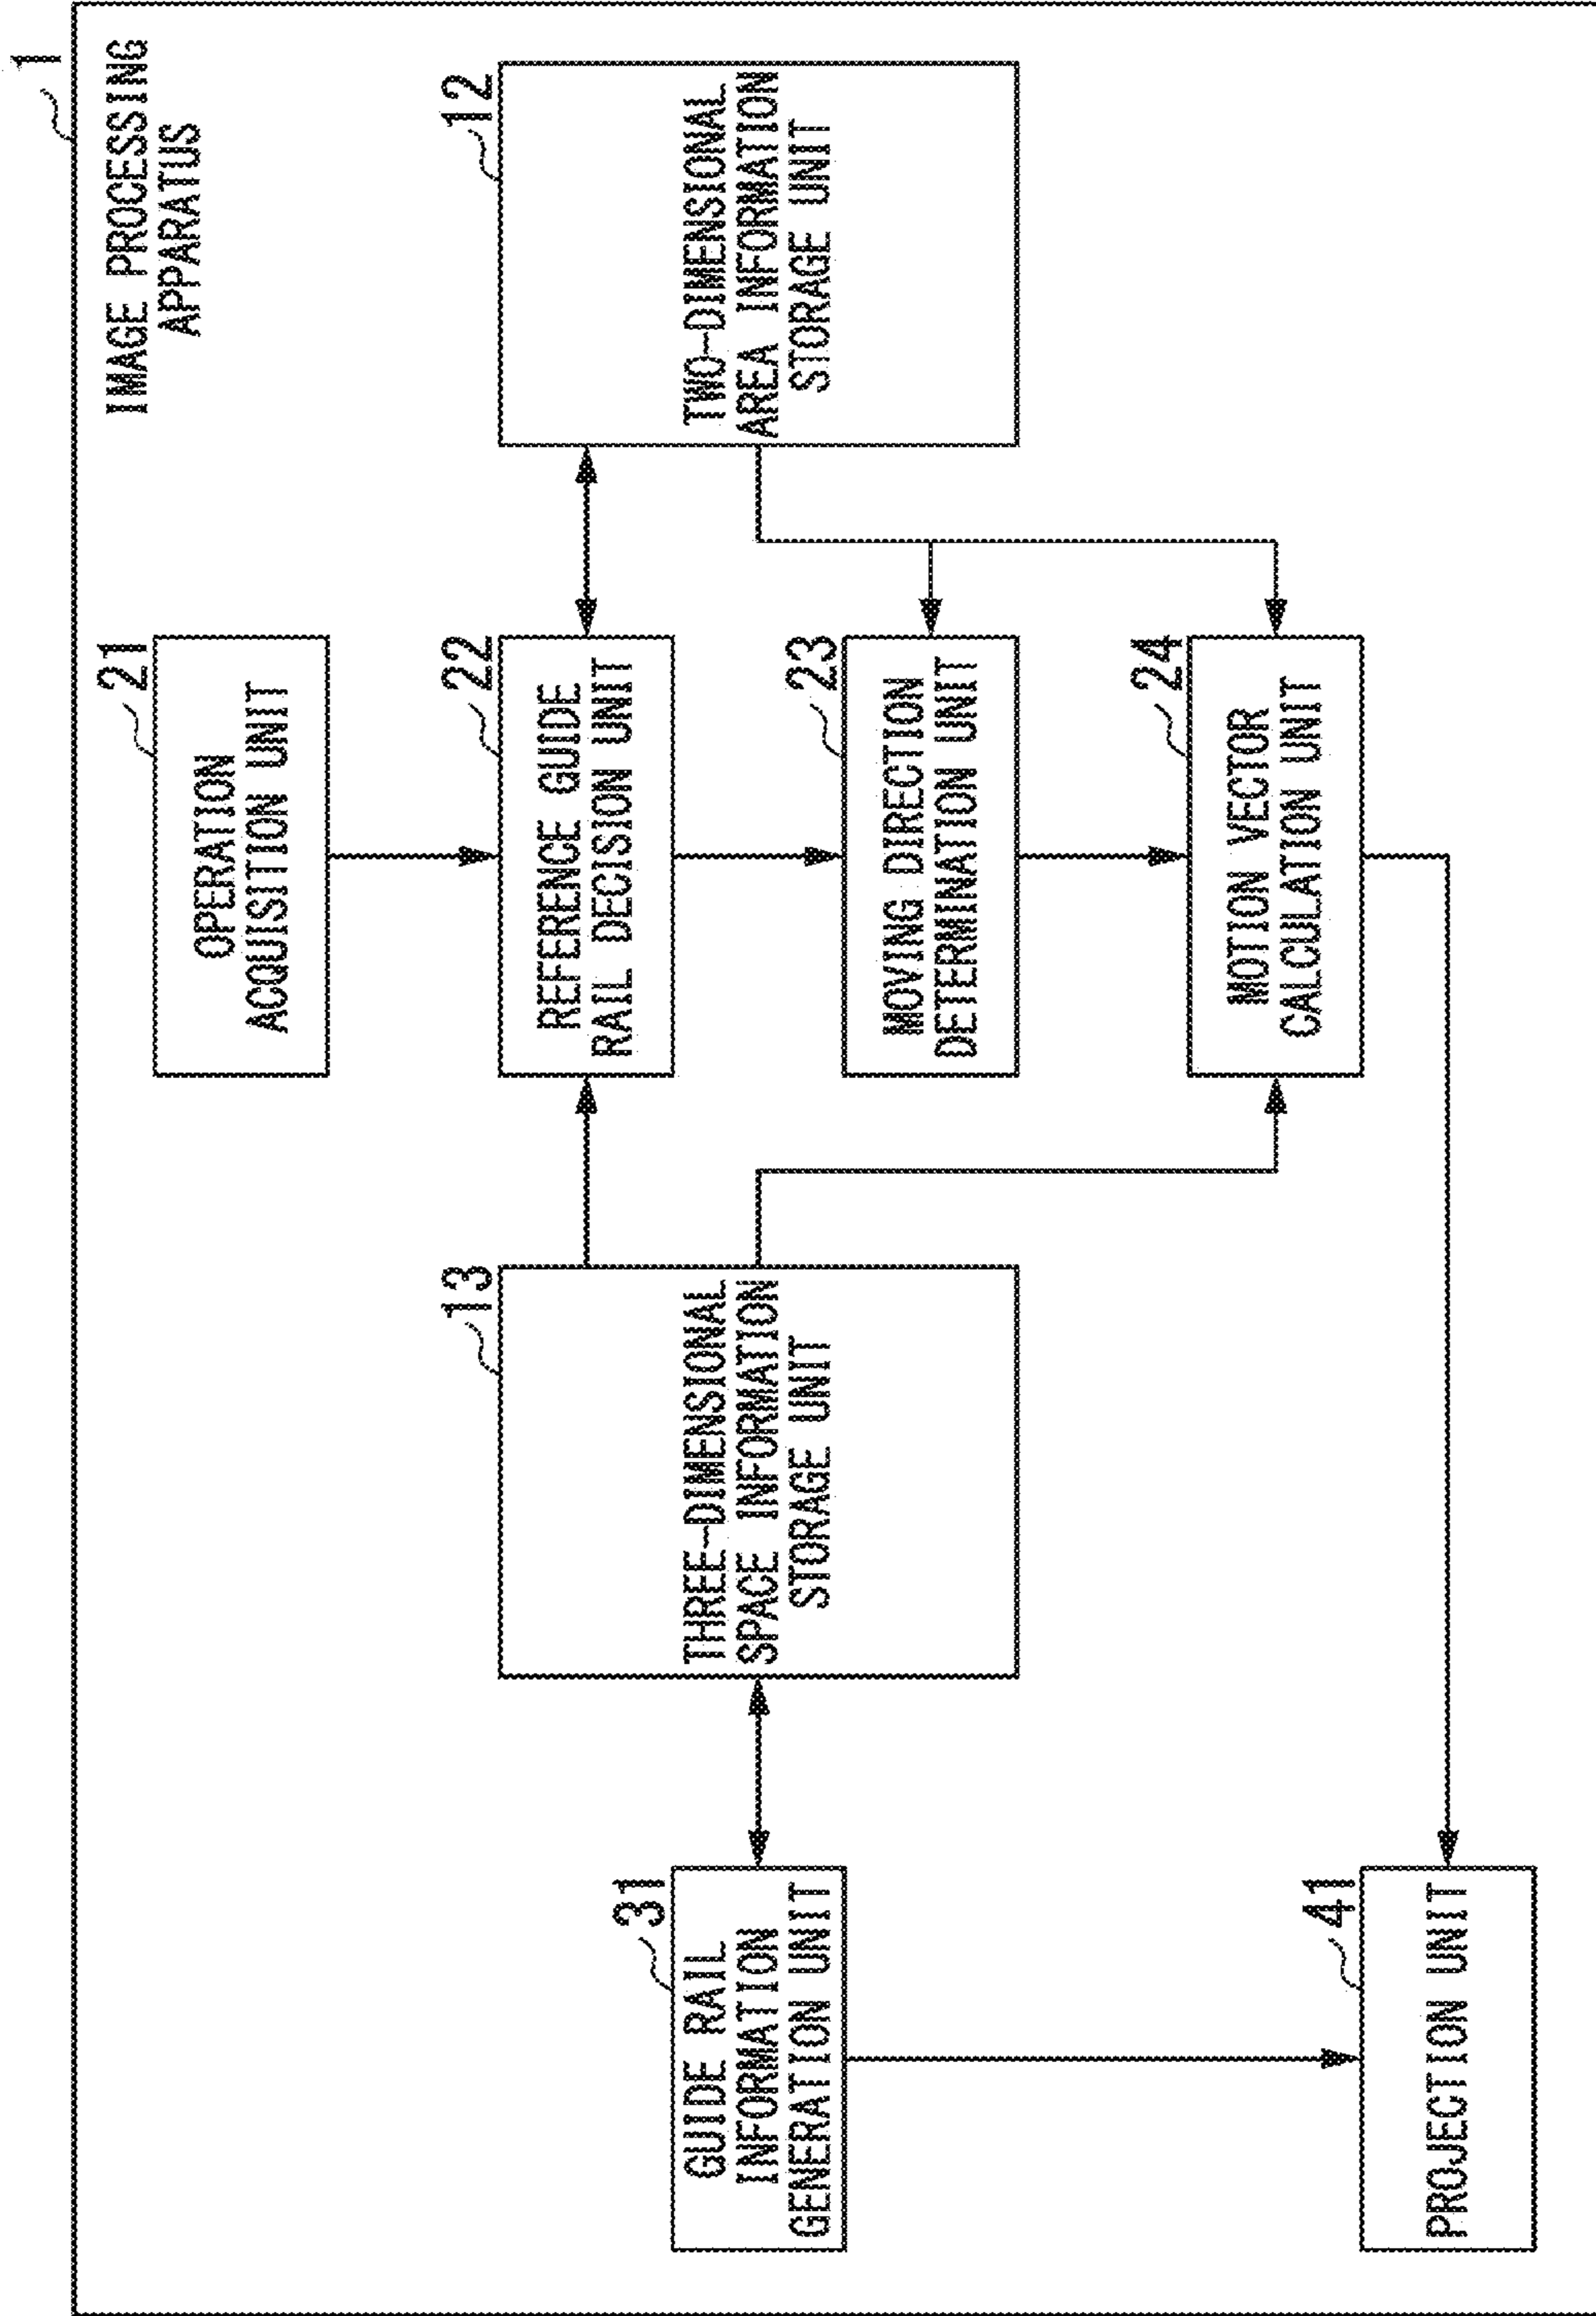 1
IMAGE PROCESSING
APPARATUS
21
OPERATION
ACQUISITION UNIT
13
THREE-DIMENSIONAL
SPACE INFORMATION
STORAGE UNIT
22
REFERENCE GUIDE
RAIL DECISION UNIT
12
TWO-DIMENSIONAL
AREA INFORMATION
STORAGE UNIT
31
GUIDE RAIL
INFORMATION
GENERATION UNIT
23
MOVING DIRECTION
DETERMINATION UNIT
24
MOTION VECTOR
CALCULATION UNIT
41
PROJECTION UNIT